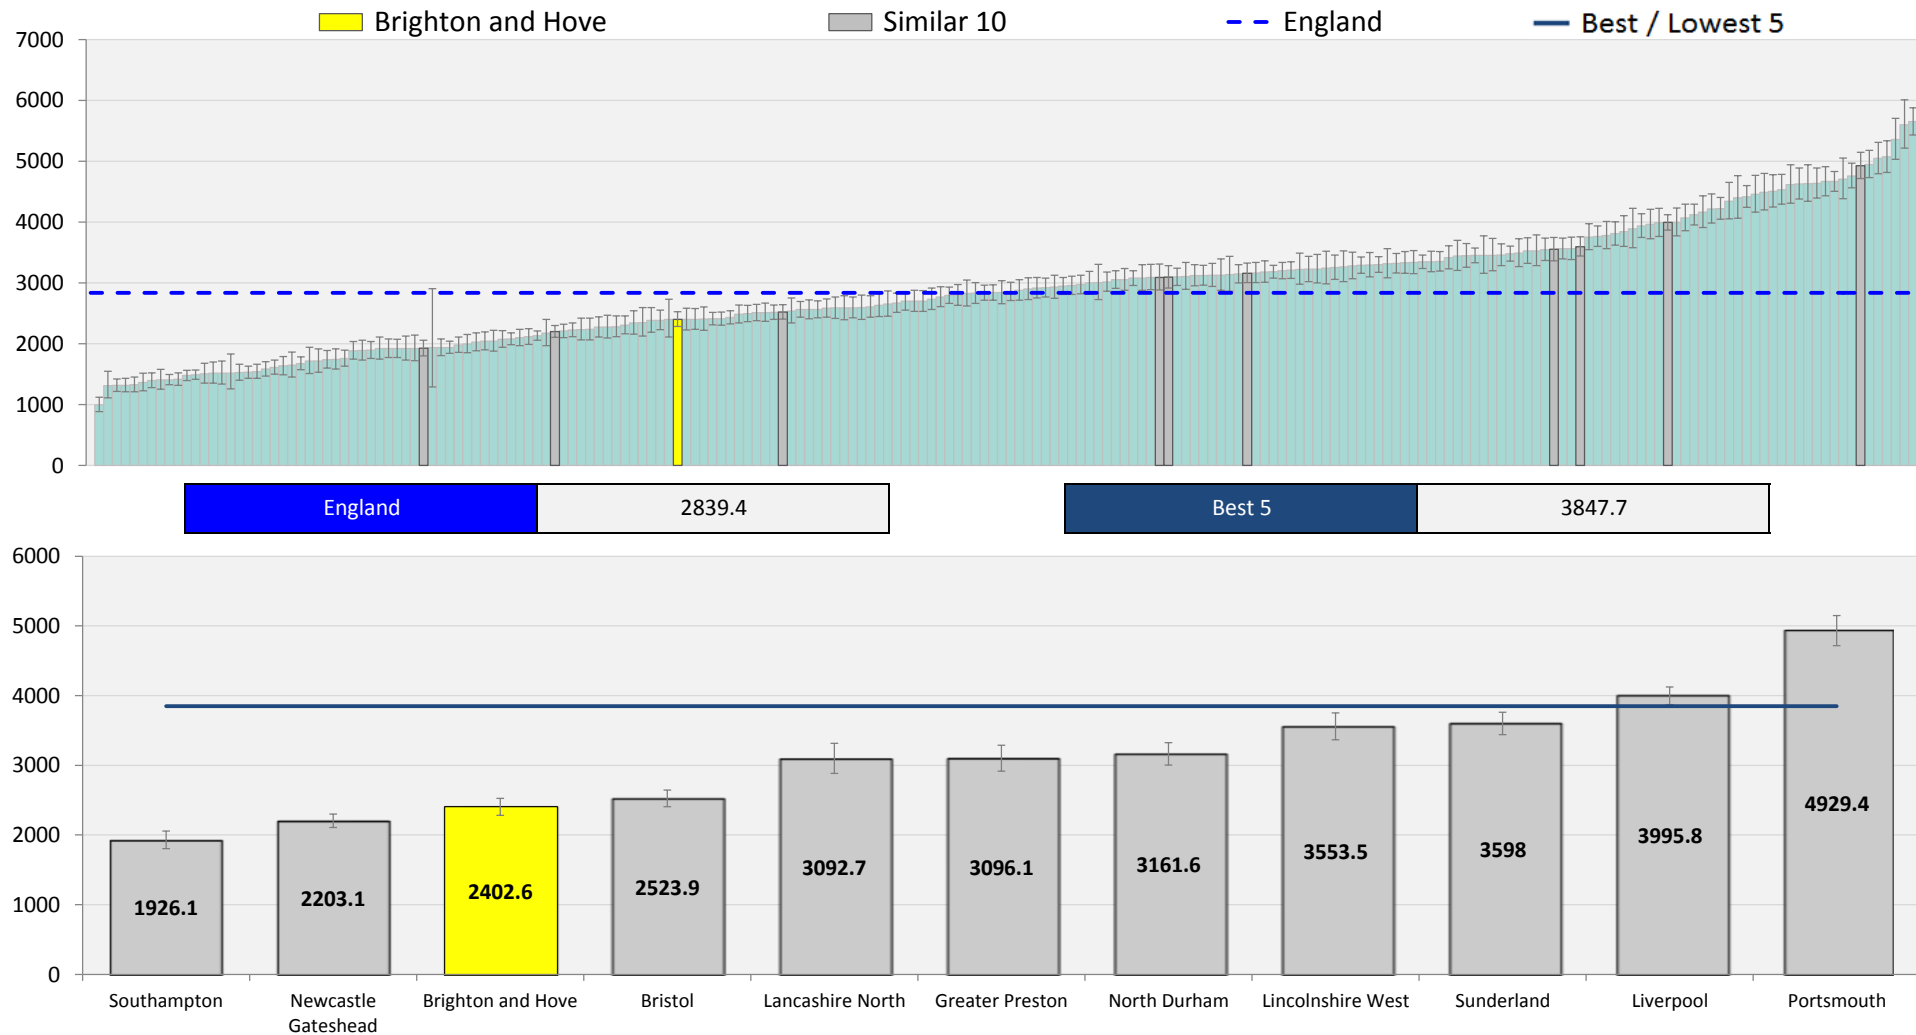 Brighton and Hove
Similar 10
England
Best / Lowest 5
7000
6000
5000
4000
3000
2000
1000
0
England 2839.4
Best 5 3847.7
6000
5000
4000
3000
2000
1000
0
1926.1
2203.1
2402.6
2523.9
3092.7
3096.1
3161.6
3553.5
3598
3995.8
4929.4
Southampton
Newcastle
Gateshead
Brighton and Hove
Bristol
Lancashire North
Greater Preston
North Durham
Lincolnshire West
Sunderland
Liverpool
Portsmouth